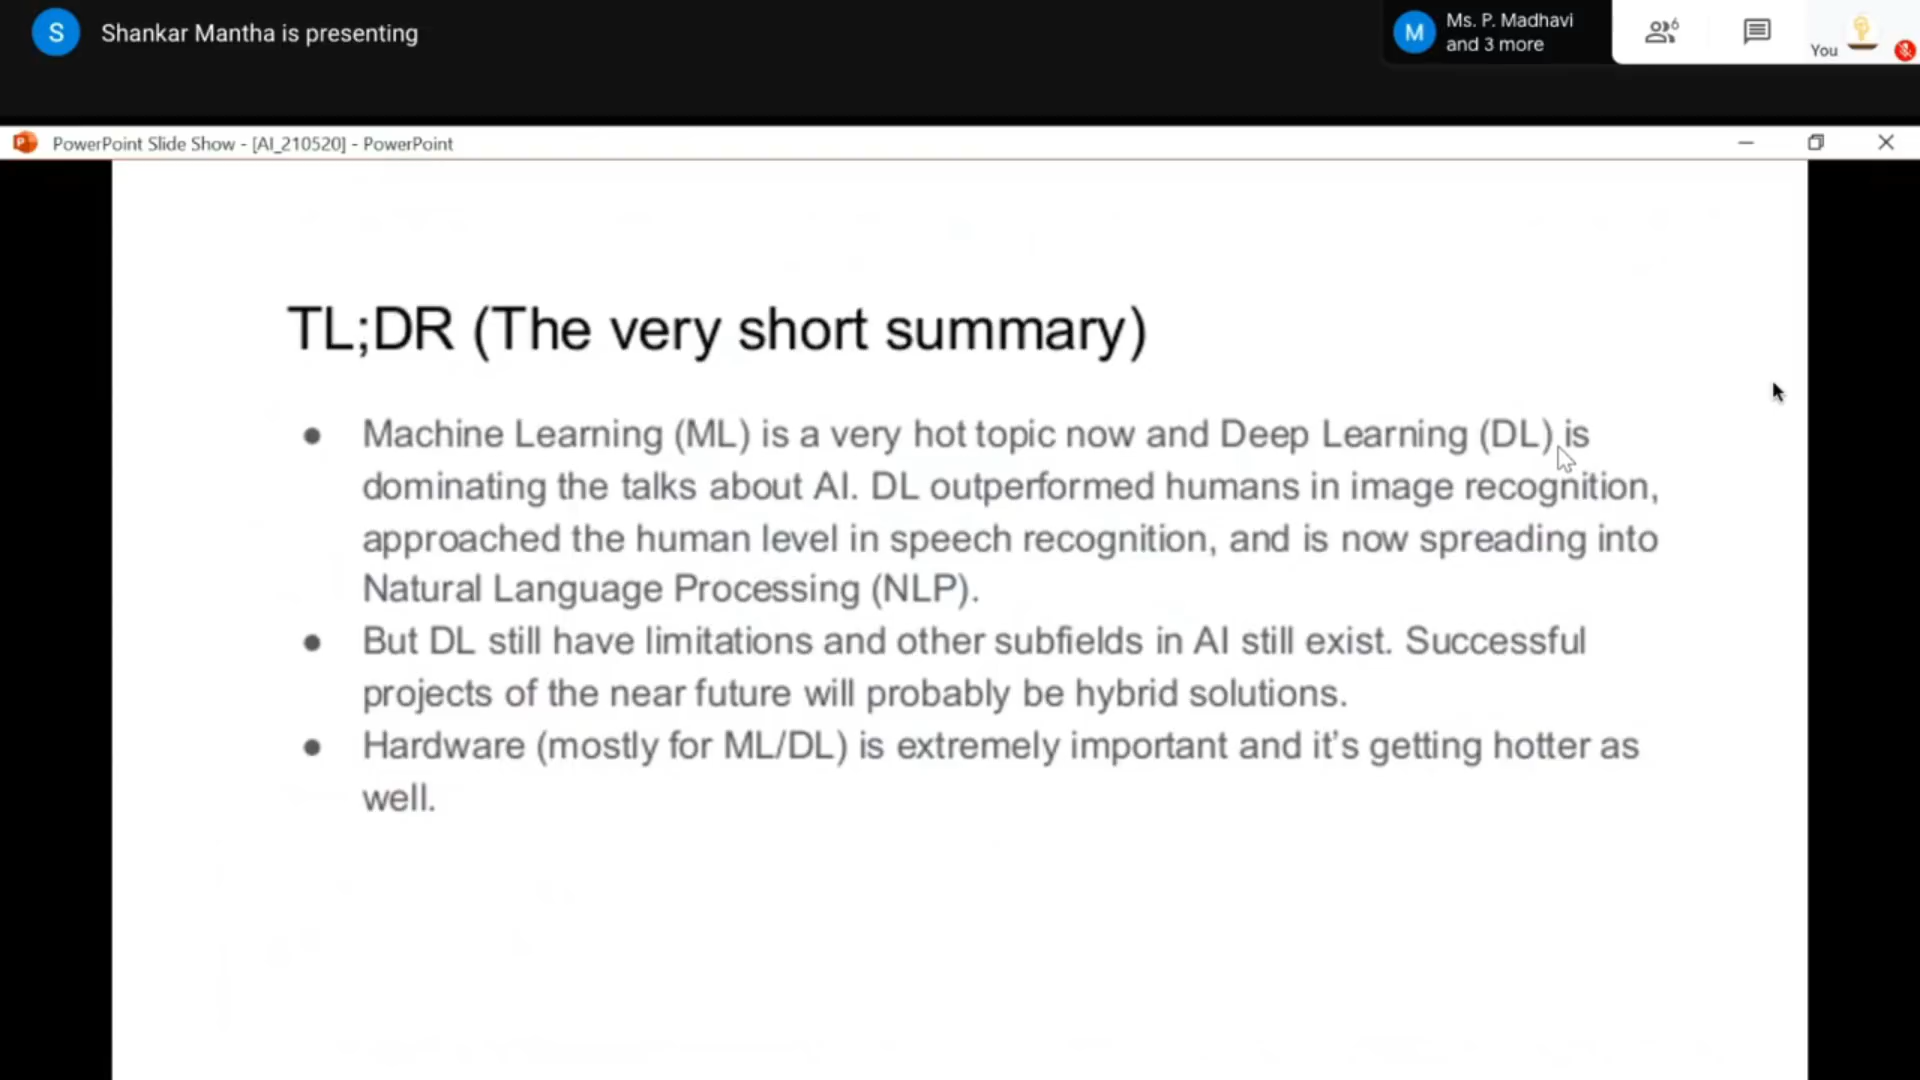 S Shankar Mantha is presenting
M Ms. P. Madhavi
and 3 more
6
You
PowerPoint Slide Show - [AI_210520] - PowerPoint
TL;DR (The very short summary)
● Machine Learning (ML) is a very hot topic now and Deep Learning (DL) is
dominating the talks about AI. DL outperformed humans in image recognition,
approached the human level in speech recognition, and is now spreading into
Natural Language Processing (NLP).
● But DL still have limitations and other subfields in AI still exist. Successful
projects of the near future will probably be hybrid solutions.
● Hardware (mostly for ML/DL) is extremely important and it's getting hotter as
well.